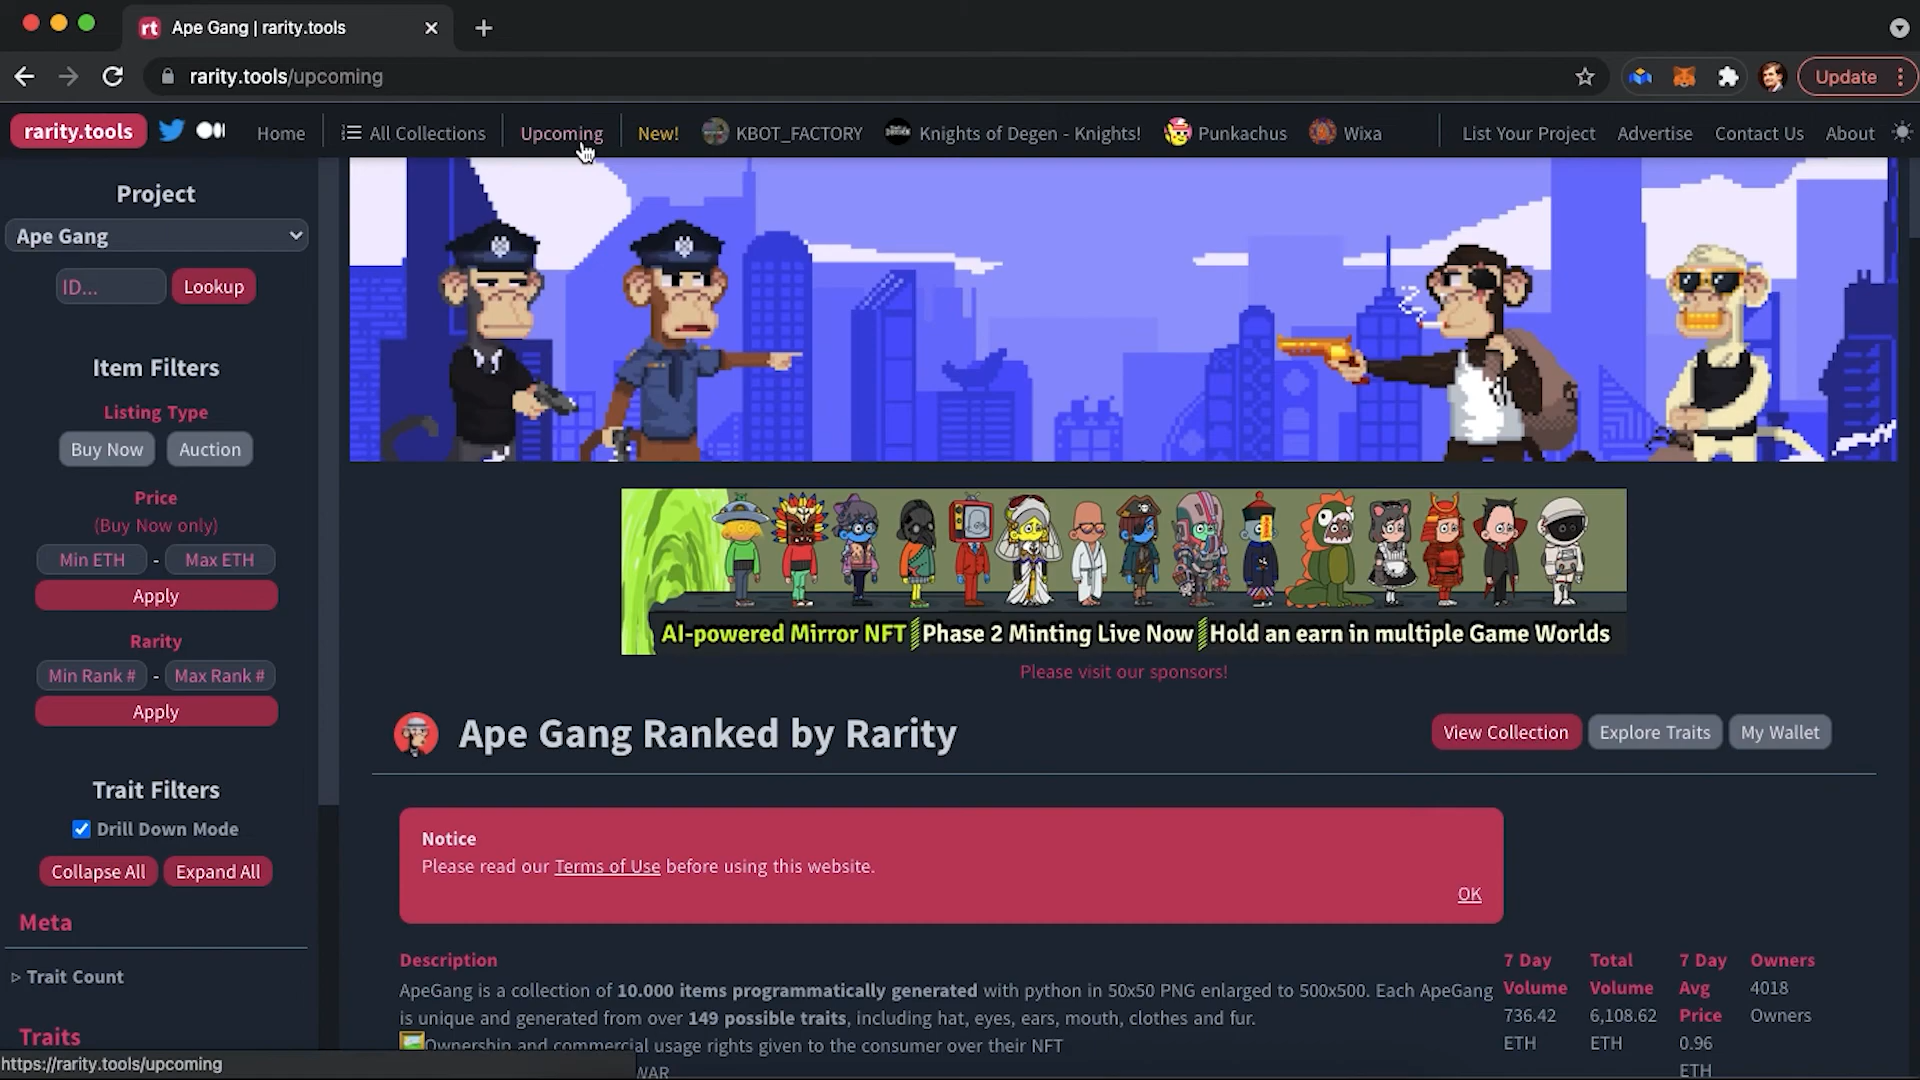 rt Ape Gang | rarity.tools
rarity.tools/upcoming
Update
rarity.tools
Home
All Collections
Upcoming
New!
KBOT_FACTORY
Knights of Degen - Knights!
Punkachus
Wixa
List Your Project
Advertise
Contact Us
About
Project
Ape Gang
ID...
Lookup
Item Filters
Listing Type
Buy Now
Auction
Price
(Buy Now only)
Min ETH - Max ETH
Apply
Rarity
Min Rank # - Max Rank #
Apply
Trait Filters
Drill Down Mode
Collapse All
Expand All
Meta
Trait Count
Traits
https://rarity.tools/upcoming
AI-powered Mirror NFT Phase 2 Minting Live Now Hold an earn in multiple Game Worlds
Please visit our sponsors!
Ape Gang Ranked by Rarity
View Collection
Explore Traits
My Wallet
Notice
Please read our Terms of Use before using this website.
OK
Description
ApeGang is a collection of 10.000 items programmatically generated with python in 50x50 PNG enlarged to 500x500. Each ApeGang
is unique and generated from over 149 possible traits, including hat, eyes, ears, mouth, clothes and fur.
Ownership and commercial usage rights given to the consumer over their NFT
WAR
7 Day
Volume
736.42
ETH
Total
Volume
6,108.62
ETH
7 Day
Avg
Price
0.96
ETH
Owners
4018
Owners